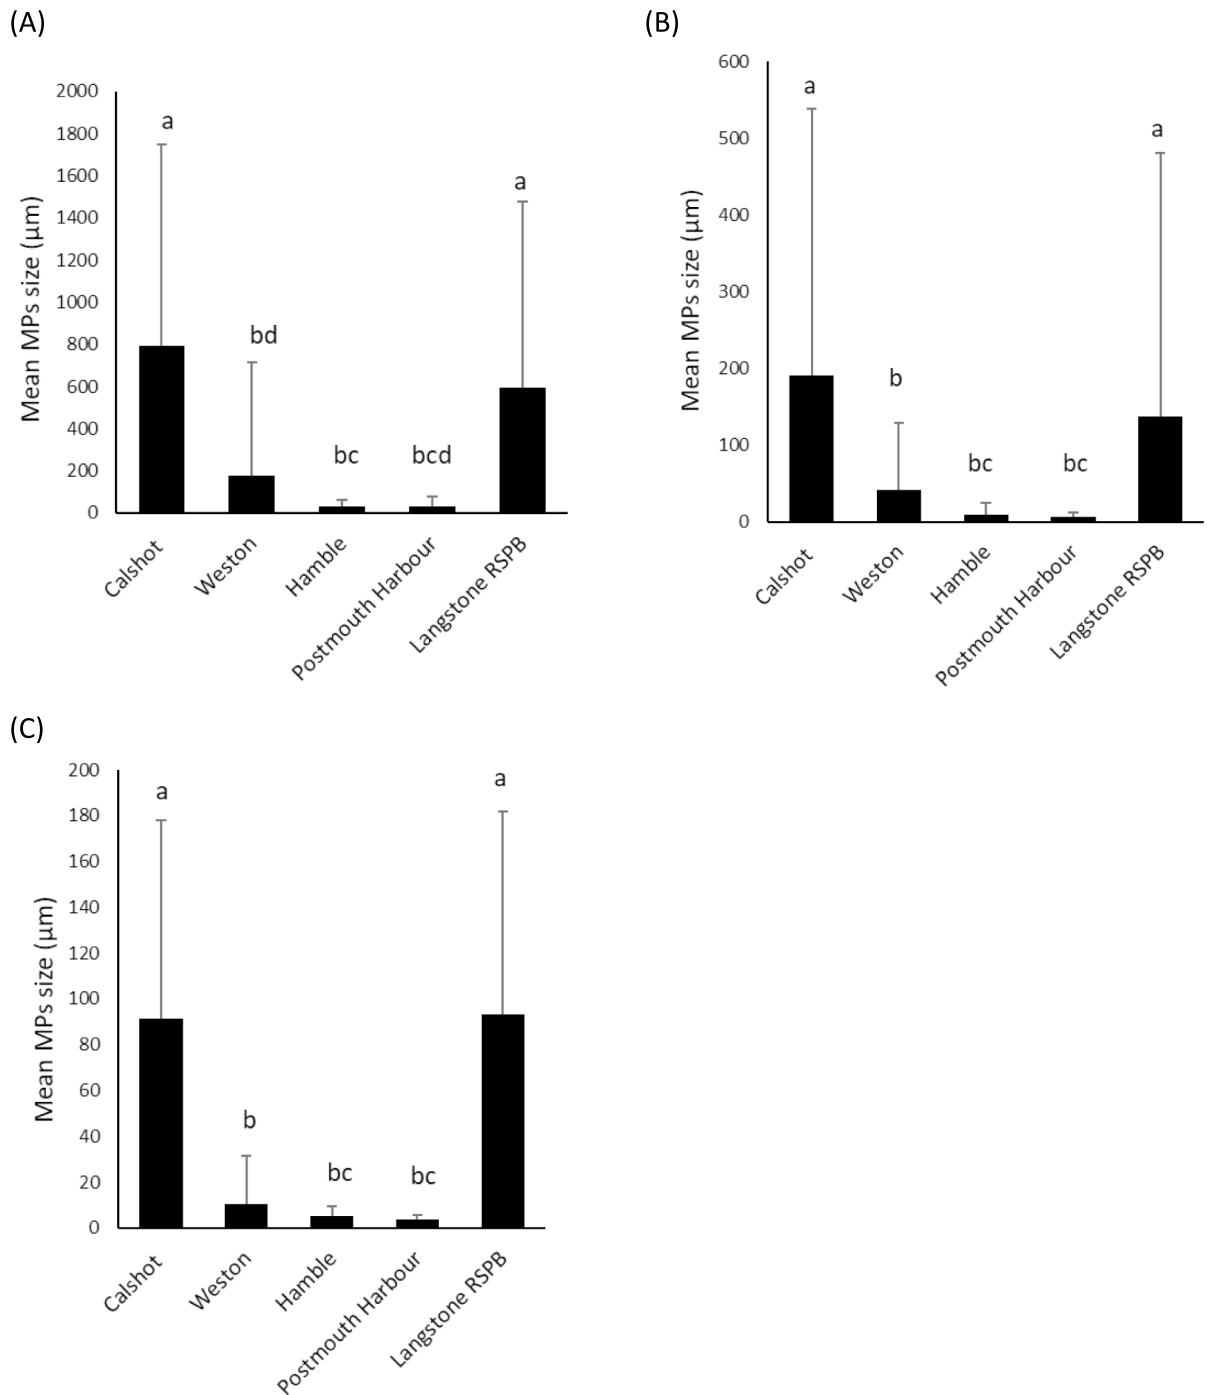 (A)
2000
1800
1600
1400
1200
1000
800
600
400
200
0
Mean MPs size (µm)
a
bd
bc
bcd
a
Calshot
Weston
Hamble
Postmouth Harbour
Langstone RSPB
(B)
600
500
400
300
200
100
0
Mean MPs size (µm)
a
b
bc
bc
a
Calshot
Weston
Hamble
Postmouth Harbour
Langstone RSPB
(C)
200
180
160
140
120
100
80
60
40
20
0
Mean MPs size (µm)
a
b
bc
bc
a
Calshot
Weston
Hamble
Postmouth Harbour
Langstone RSPB